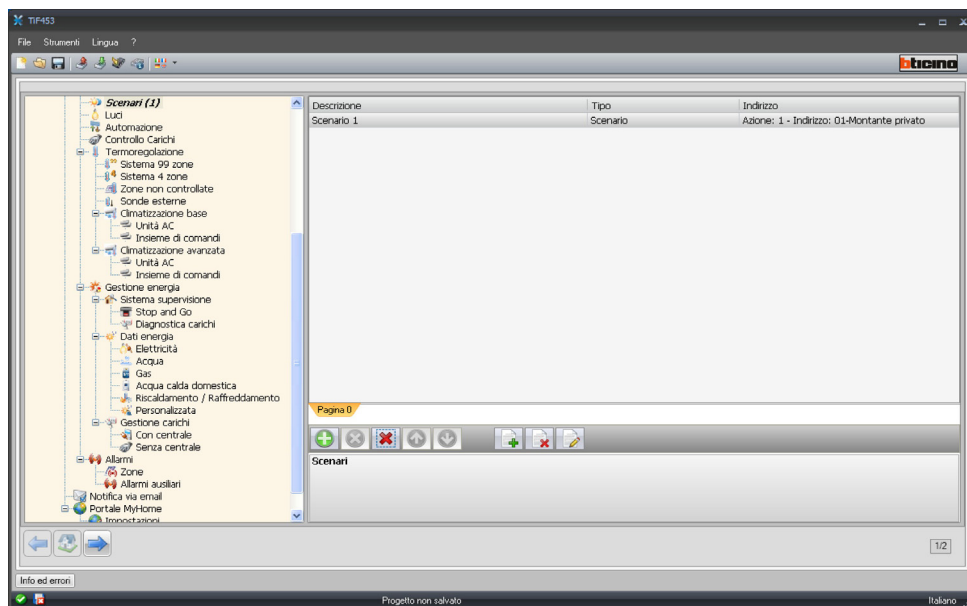 TiF453
File Strumenti Lingua ?
bticino
Scenari (1)
Luci
Automazione
Controllo Carichi
Termoregolazione
Sistema 99 zone
Sistema 4 zone
Zone non controllate
Sonde esterne
Climatizzazione base
Unità AC
Insieme di comandi
Climatizzazione avanzata
Unità AC
Insieme di comandi
Gestione energia
Sistema supervisione
Stop and Go
Diagnostica carichi
Dati energia
Elettricità
Acqua
Gas
Acqua calda domestica
Riscaldamento / Raffreddamento
Personalizzata
Gestione carichi
Con centrale
Senza centrale
Allarmi
Zone
Allarmi ausiliari
Notifica via email
Portale MyHome
Impostazioni
Descrizione Tipo Indirizzo
Scenario 1 Scenario Azione: 1 - Indirizzo: 01-Montante privato
Pagina 0
Scenari
1/2
Info ed errori
Progetto non salvato Italiano